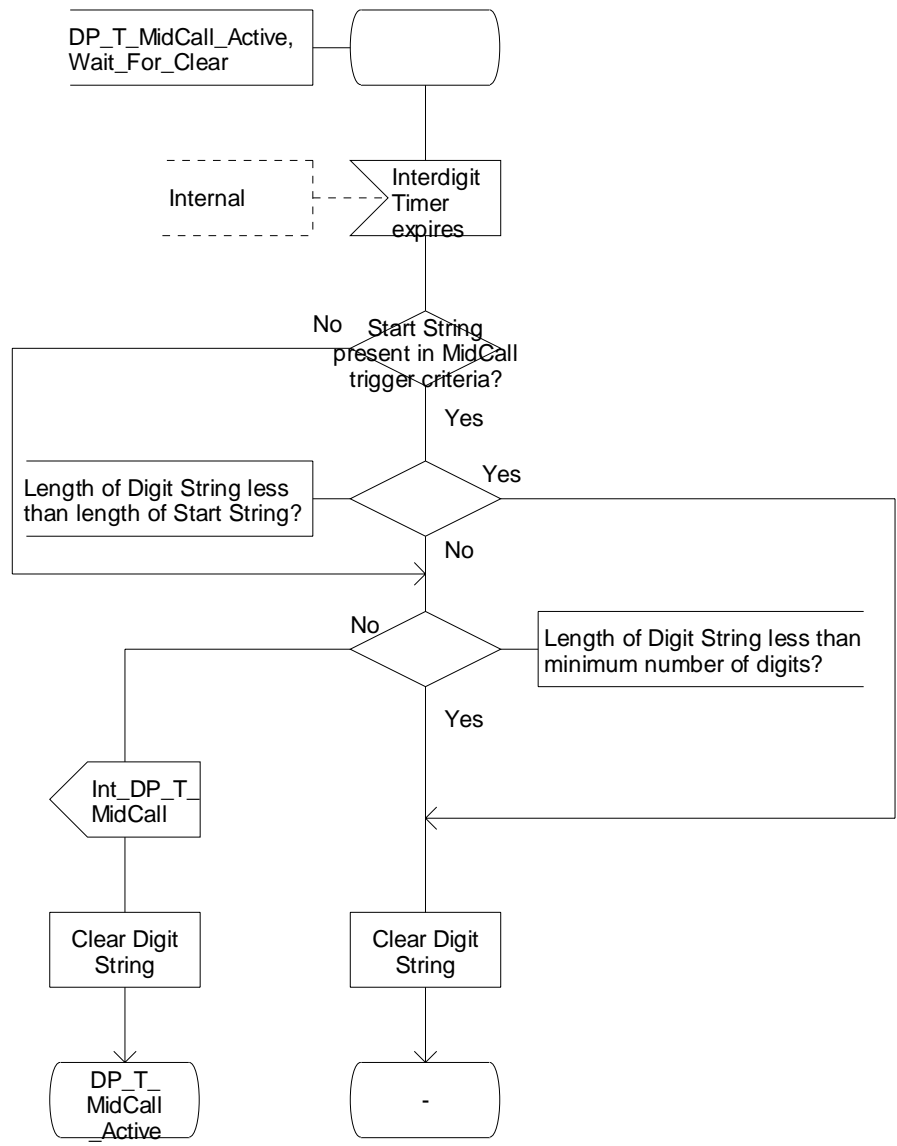 DP_T_MidCall_Active,
Wait_For_Clear
Internal
Interdigit
Timer
expires
No
Start String
present in MidCall
trigger criteria?
Yes
Length of Digit String less
than length of Start String?
Yes
No
No
Length of Digit String less than
minimum number of digits?
Yes
Int_DP_T_
MidCall
Clear Digit
String
Clear Digit
String
DP_T_
MidCall
_Active
-